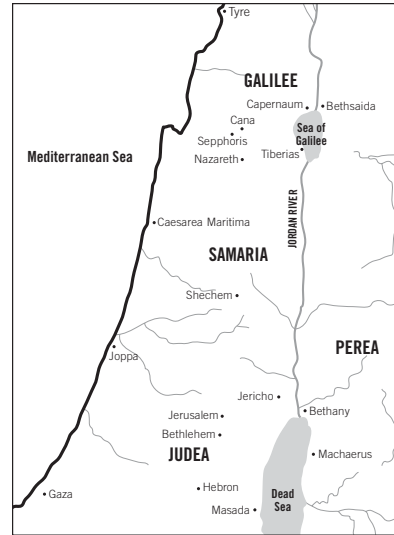 Tyre
GALILEE
Capernaum
Bethsaida
Cana
Sea of
Galilee
Sepphoris
Mediterranean Sea
Nazareth
Tiberias
JORDAN RIVER
Caesarea Maritima
SAMARIA
Shechem
Joppa
PEREA
Jericho
Jerusalem
Bethany
Bethlehem
JUDEA
Machaerus
Hebron
Gaza
Dead
Sea
Masada